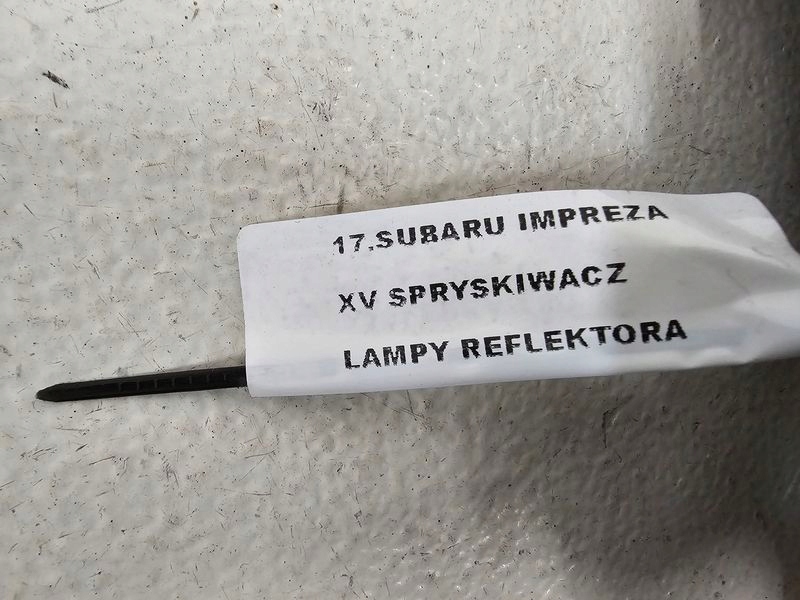 17.SUBARU IMPREZA
XV SPRYSKIWACZ
LAMPY REFLEKTORA